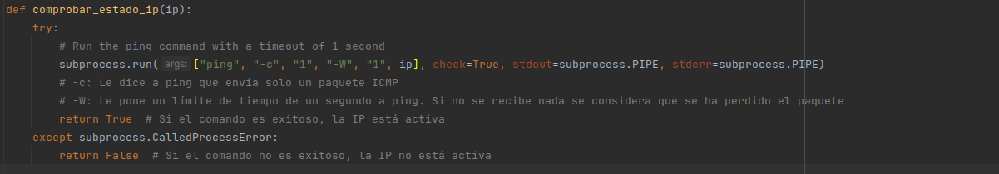 def comprobar_estado_ip(ip):
    try:
        # Run the ping command with a timeout of 1 second
        subprocess.run( args: ["ping", "-c", "1", "-W", "1", ip], check=True, stdout=subprocess.PIPE, stderr=subprocess.PIPE)
        # -c: Le dice a ping que envía solo un paquete ICMP
        # -W: Le pone un límite de tiempo de un segundo a ping. Si no se recibe nada se considera que se ha perdido el paquete
        return True  # Si el comando es exitoso, la IP está activa
    except subprocess.CalledProcessError:
        return False  # Si el comando no es exitoso, la IP no está activa